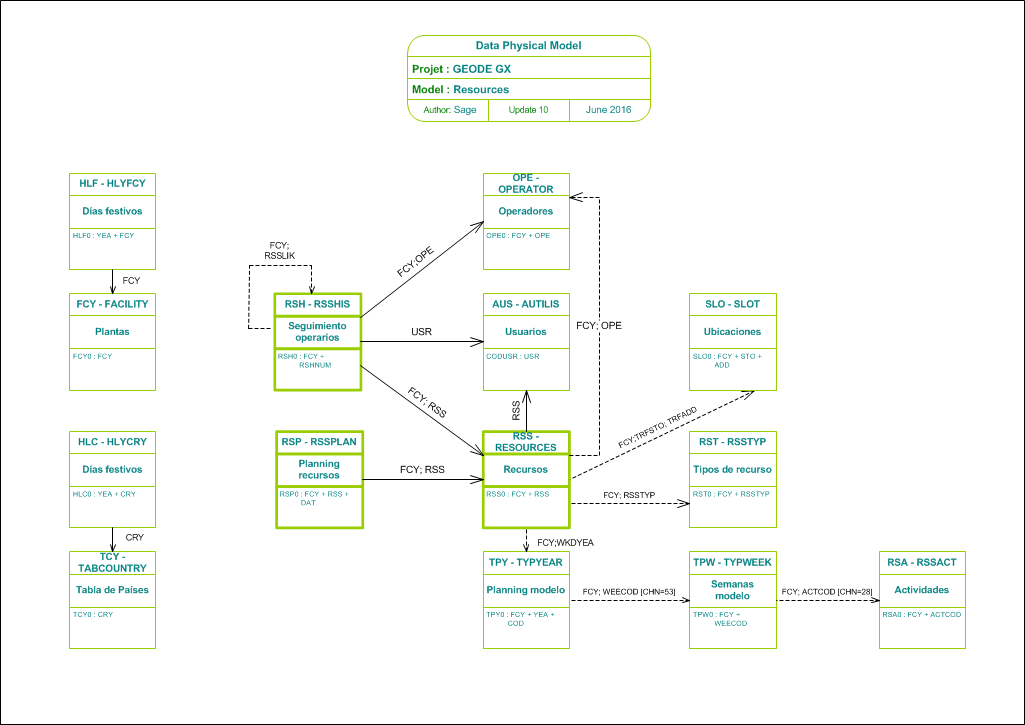 Data Physical Model
Projet : GEODE GX
Model : Resources
Author: Sage
Update 10
June 2016
HLF - HLYFCY
Días festivos
HLF0 : YEA + FCY
FCY
FCY - FACILITY
Plantas
FCY0 : FCY
HLC - HLYCRY
Días festivos
HLC0 : YEA + CRY
CRY
TCY -
TABCOUNTRY
Tabla de Países
TCY0 : CRY
FCY;
RSSLIK
RSH - RSSHIS
Seguimiento
operarios
RSH0 : FCY +
RSHNUM
FCY;OPE
USR
FCY; RSS
RSP - RSSPLAN
Planning
recursos
RSP0 : FCY + RSS +
DAT
FCY; RSS
OPE -
OPERATOR
Operadores
OPE0 : FCY + OPE
AUS - AUTILIS
Usuarios
CODUSR : USR
RSS
FCY; OPE
RSS -
RESOURCES
Recursos
RSS0 : FCY + RSS
FCY;TRFSTO; TRFADD
FCY; RSSTYP
FCY;WKDYEA
SLO - SLOT
Ubicaciones
SLO0 : FCY + STO +
ADD
RST - RSSTYP
Tipos de recurso
RST0 : FCY + RSSTYP
TPY - TYPYEAR
Planning modelo
TPY0 : FCY + YEA +
COD
FCY; WEECOD [CHN=53]
TPW - TYPWEEK
Semanas
modelo
TPW0 : FCY +
WEECOD
FCY; ACTCOD [CHN=28]
RSA - RSSACT
Actividades
RSA0 : FCY + ACTCOD